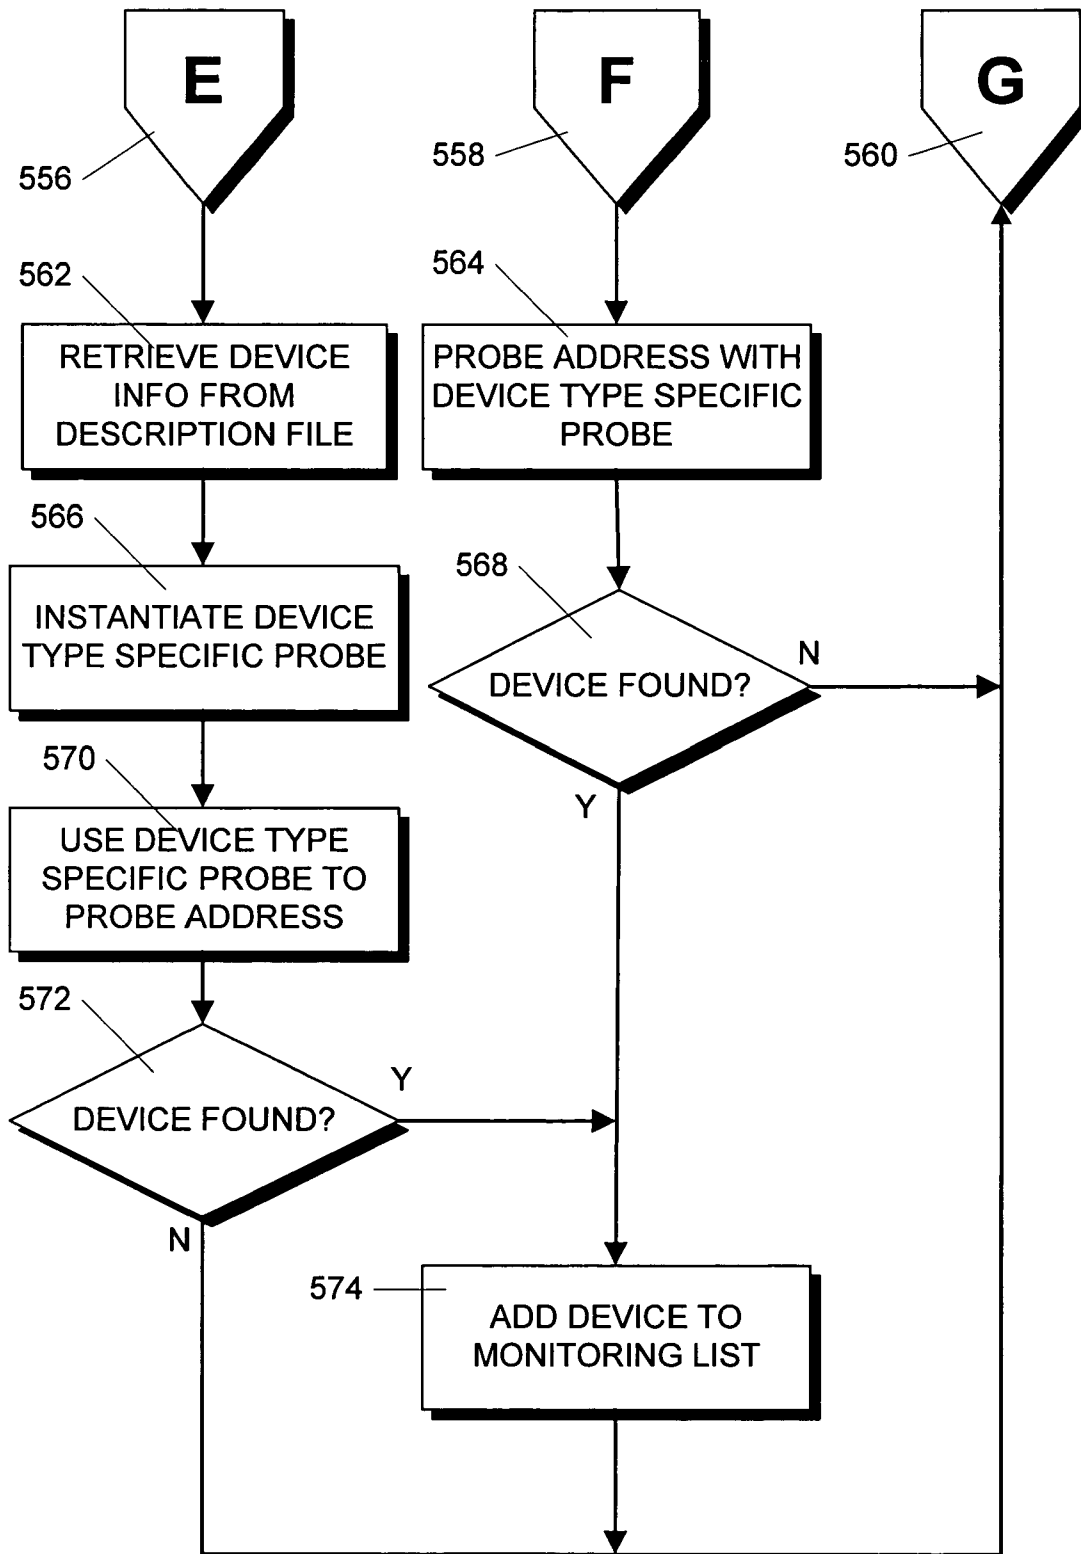 E
F
G
556
558
560
562
564
RETRIEVE DEVICE
INFO FROM
DESCRIPTION FILE
PROBE ADDRESS WITH
DEVICE TYPE SPECIFIC
PROBE
566
568
INSTANTIATE DEVICE
TYPE SPECIFIC PROBE
DEVICE FOUND?
N
Y
570
USE DEVICE TYPE
SPECIFIC PROBE TO
PROBE ADDRESS
572
DEVICE FOUND?
Y
N
574
ADD DEVICE TO
MONITORING LIST